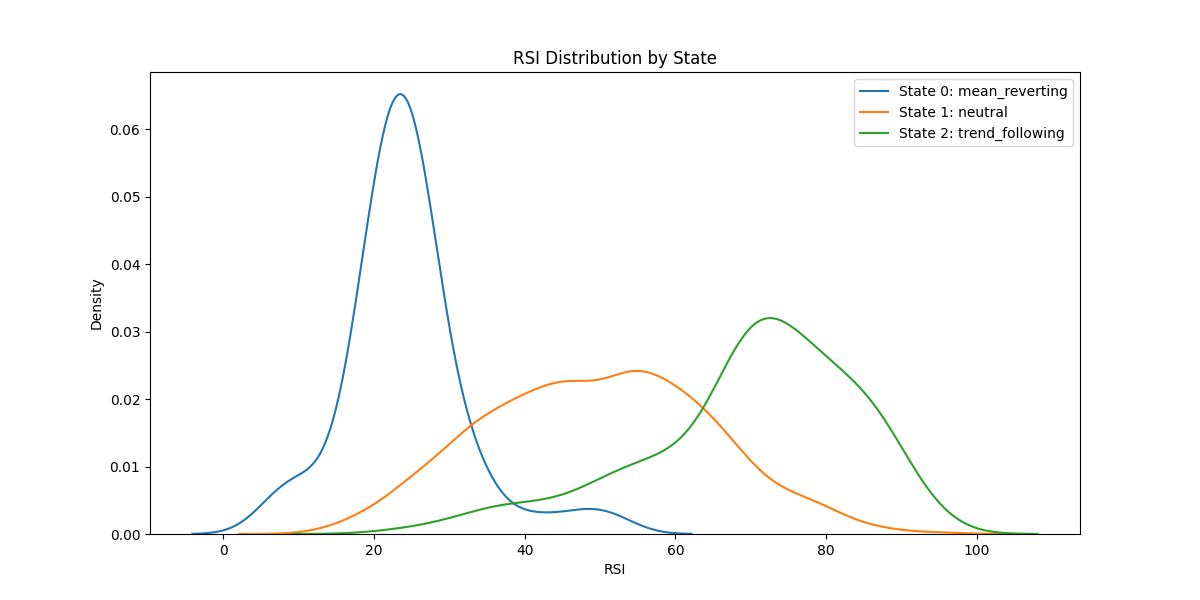 RSI Distribution by State
State 0: mean_reverting
State 1: neutral
State 2: trend_following
Density
0.06
0.05
0.04
0.03
0.02
0.01
0.00
0 20 40 60 80 100
RSI